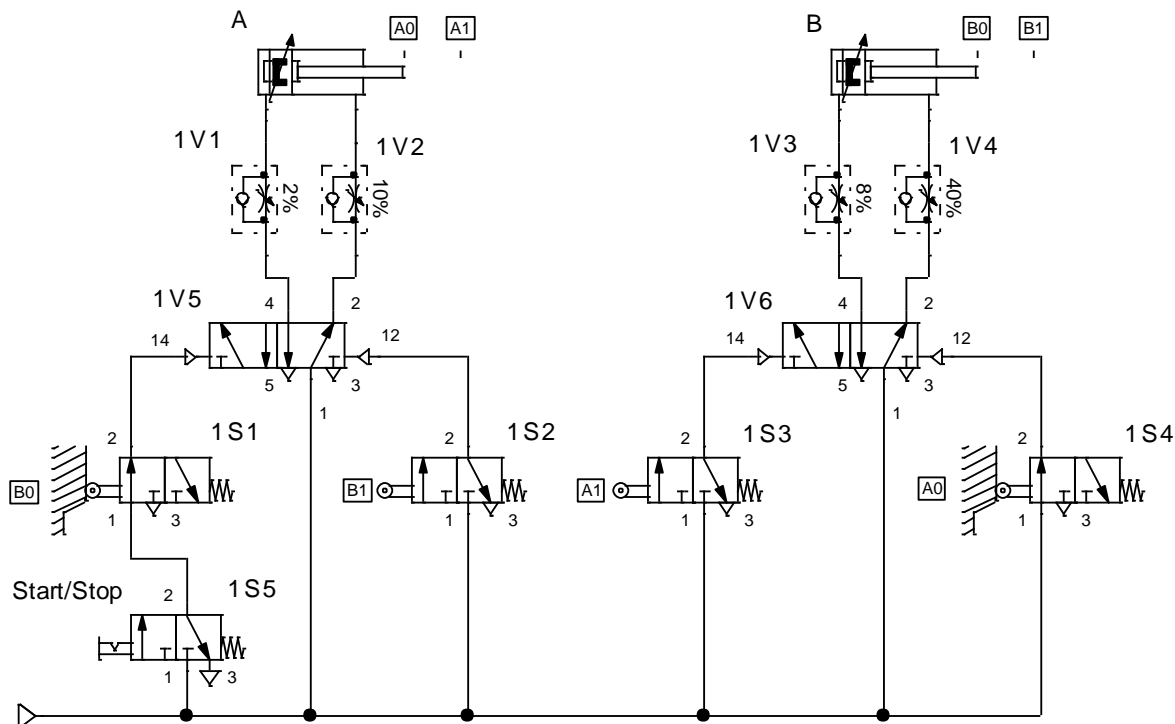 A A0 A1 B B0 B1
1V1 1V2 1V3 1V4
2% 10% 8% 40%
1V5 4 2 1V6 4 2
14 12 14 12
5 3 5 3
1 1
2 1S1 2 1S2 2 1S3 2 1S4
B0 B1 A1 A0
1 3 1 3 1 3 1 3
Start/Stop 2 1S5
1 3